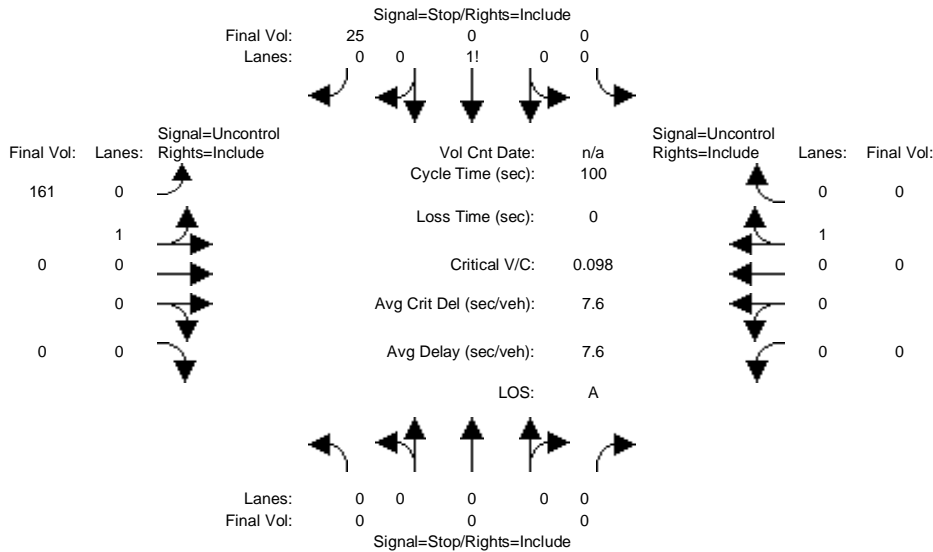 Signal=Stop/Rights=Include
Final Vol: 25 0 0
Lanes: 0 0 1! 0 0
Signal=Uncontrol
Final Vol: Lanes: Rights=Include
Vol Cnt Date: n/a
Signal=Uncontrol
Rights=Include Lanes: Final Vol:
Cycle Time (sec): 100
161 0
0 0
Loss Time (sec): 0
1
1
0 0
Critical V/C: 0.098
0 0
0
Avg Crit Del (sec/veh): 7.6
0
0 0
Avg Delay (sec/veh): 7.6
0 0
LOS: A
Lanes: 0 0 0 0 0
Final Vol: 0 0 0
Signal=Stop/Rights=Include